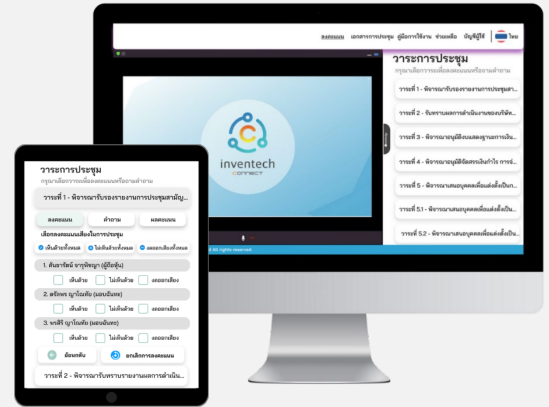 ลงคะแนน เอกสารการประชุม คู่มือการใช้งาน ช่วยเหลือ บัญชีผู้ใช้ ไทย
วาระการประชุม
กรุณาเลือกวาระเพื่อลงคะแนนหรือถามคำถาม
วาระที่ 1 - พิจารณารับรองรายงานการประชุมสา...
วาระที่ 2 - รับทราบผลการดำเนินงานของบริษัท...
วาระที่ 3 - พิจารณาอนุมัติงบแสดงฐานะการเงิน...
วาระที่ 4 - พิจารณาอนุมัติจัดสรรเงินกำไร การจ่...
วาระที่ 5 - พิจารณาเสนอบุคคลเพื่อแต่งตั้งเป็นก...
วาระที่ 5.1 - พิจารณาเสนอบุคคลเพื่อแต่งตั้งเป็น...
วาระที่ 5.2 - พิจารณาเสนอบุคคลเพื่อแต่งตั้งเป็น...
inventech
CONNECT
All rights reserved.
วาระการประชุม
กรุณาเลือกวาระเพื่อลงคะแนนหรือถามคำถาม
วาระที่ 1 - พิจารณารับรองรายงานการประชุมสามัญ...
ลงคะแนน คำถาม ผลคะแนน
เลือกลงคะแนนเสียงในการประชุม
เห็นด้วยทั้งหมด ไม่เห็นด้วยทั้งหมด งดออกเสียงทั้งหมด
1. สันธารัตน์ จารุพิชญา (ผู้ถือหุ้น)
เห็นด้วย ไม่เห็นด้วย งดออกเสียง
2. ตรัยพร ญาโณทัย (มอบฉันทะ)
เห็นด้วย ไม่เห็นด้วย งดออกเสียง
3. พรสิริ ญาโณทัย (มอบฉันทะ)
เห็นด้วย ไม่เห็นด้วย งดออกเสียง
ย้อนกลับ ยกเลิกการลงคะแนน
วาระที่ 2 - พิจารณารับทราบรายงานผลการดำเนิน...